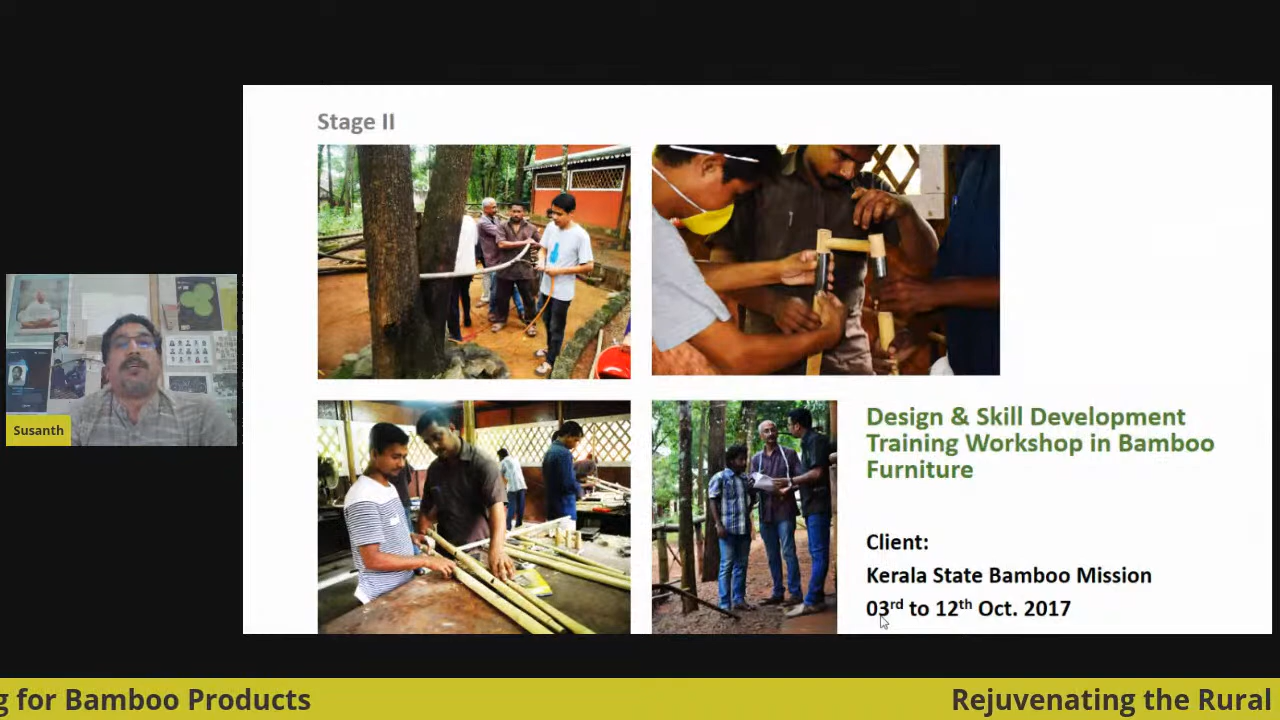 Stage II
Susanth
Design & Skill Development
Training Workshop in Bamboo
Furniture
Client:
Kerala State Bamboo Mission
03rd to 12th Oct. 2017
g for Bamboo Products
Rejuvenating the Rural